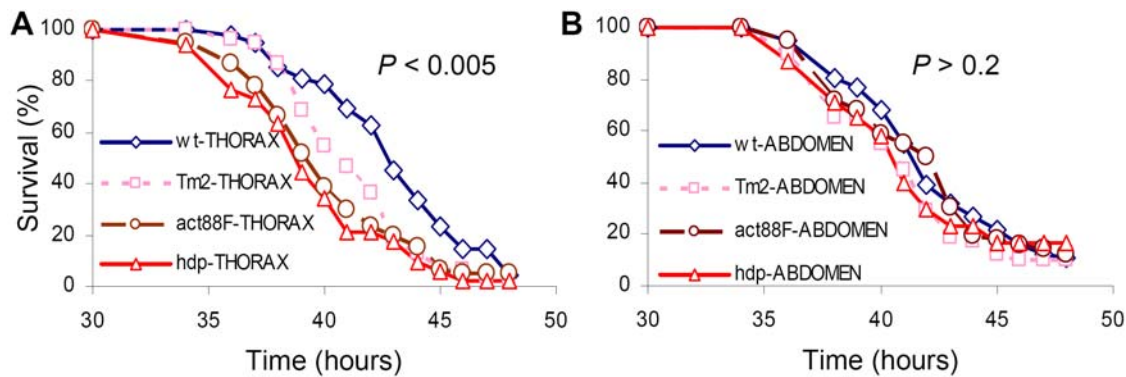 A
P < 0.005
Survival (%)
100
80
60
40
20
0
wt-THORAX
Tm2-THORAX
act88F-THORAX
hdp-THORAX
30
35
40
45
50
Time (hours)
B
P > 0.2
100
80
60
40
20
0
wt-ABDOMEN
Tm2-ABDOMEN
act88F-ABDOMEN
hdp-ABDOMEN
30
35
40
45
50
Time (hours)